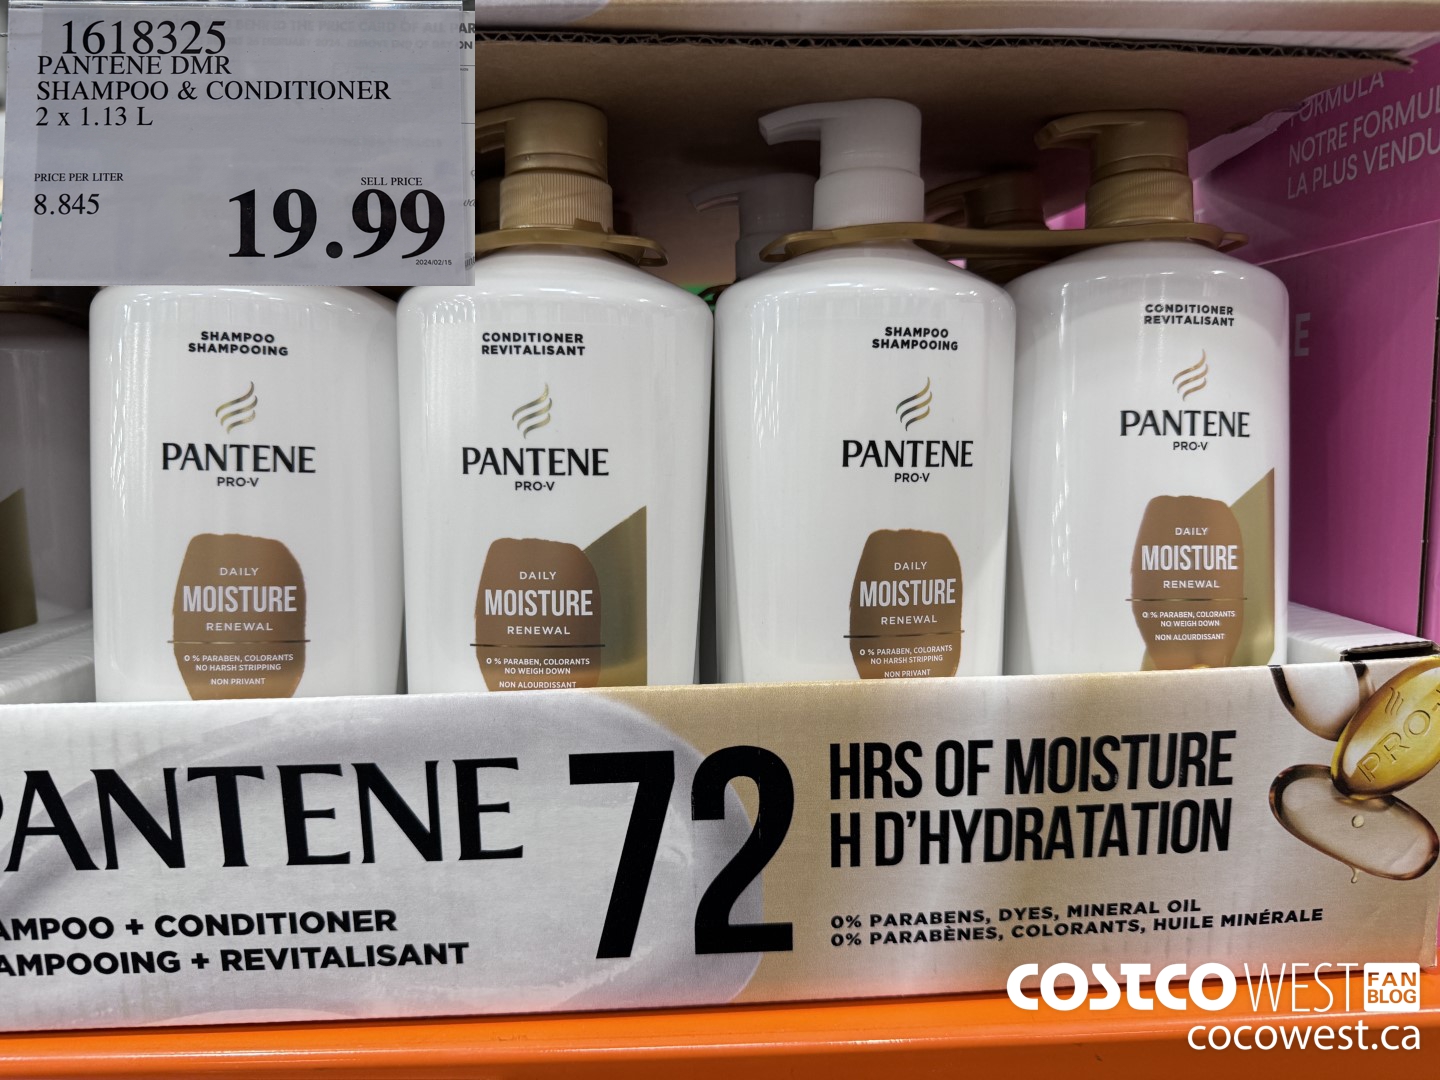 1618325
PANTENE DMR
SHAMPOO & CONDITIONER
2 x 1.13 L
PRICE PER LITER
8.845
SELL PRICE
19.99
2024/02/15
FORMULA
NOTRE FORMUL
LA PLUS VENDU
E
SHAMPOO
SHAMPOOING
PANTENE
PRO-V
DAILY
MOISTURE
RENEWAL
0 % PARABEN, COLORANTS
NO HARSH STRIPPING
NON PRIVANT
CONDITIONER
REVITALISANT
PANTENE
PRO-V
DAILY
MOISTURE
RENEWAL
0 % PARABEN, COLORANTS
NO WEIGH DOWN
NON ALOURDISSANT
SHAMPOO
SHAMPOOING
PANTENE
PRO-V
DAILY
MOISTURE
RENEWAL
0 % PARABEN, COLORANTS
NO HARSH STRIPPING
NON PRIVANT
CONDITIONER
REVITALISANT
PANTENE
PRO-V
DAILY
MOISTURE
RENEWAL
0 % PARABEN, COLORANTS
NO WEIGH DOWN
NON ALOURDISSANT
PANTENE
AMPOO + CONDITIONER
AMPOOING + REVITALISANT
72
HRS OF MOISTURE
H D'HYDRATATION
0% PARABENS, DYES, MINERAL OIL
0% PARABÈNES, COLORANTS, HUILE MINÉRALE
PRO-
COSTCO WEST FAN BLOG
cocowest.ca